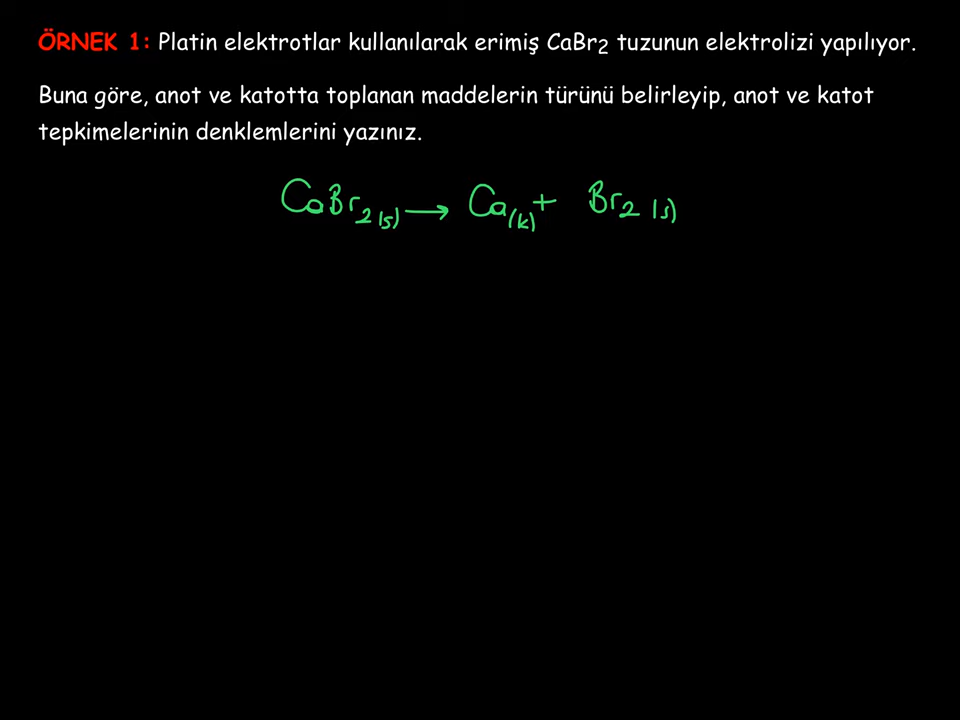 ÖRNEK 1: Platin elektrotlar kullanılarak erimiş CaBr₂ tuzunun elektrolizi yapılıyor.
Buna göre, anot ve katotta toplanan maddelerin türünü belirleyip, anot ve katot
tepkimelerinin denklemlerini yazınız.
CaBr₂(s) → Ca(k) + Br₂(s)